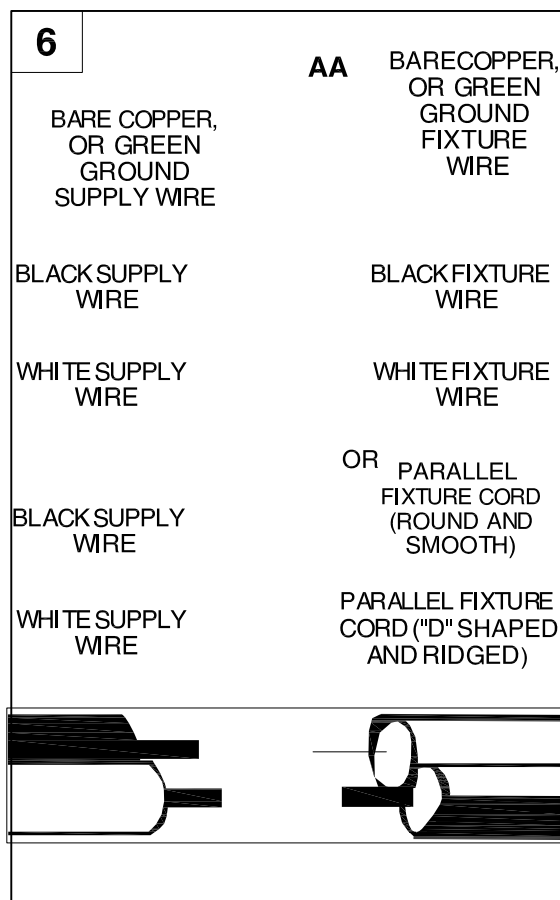 6
AA
BARECOPPER,
OR GREEN
GROUND
FIXTURE
WIRE
BARE COPPER,
OR GREEN
GROUND
SUPPLY WIRE
BLACK SUPPLY
WIRE
BLACK FIXTURE
WIRE
WHITE SUPPLY
WIRE
WHITE FIXTURE
WIRE
OR
PARALLEL
FIXTURE CORD
(ROUND AND
SMOOTH)
BLACK SUPPLY
WIRE
WHITE SUPPLY
WIRE
PARALLEL FIXTURE
CORD ("D" SHAPED
AND RIDGED)